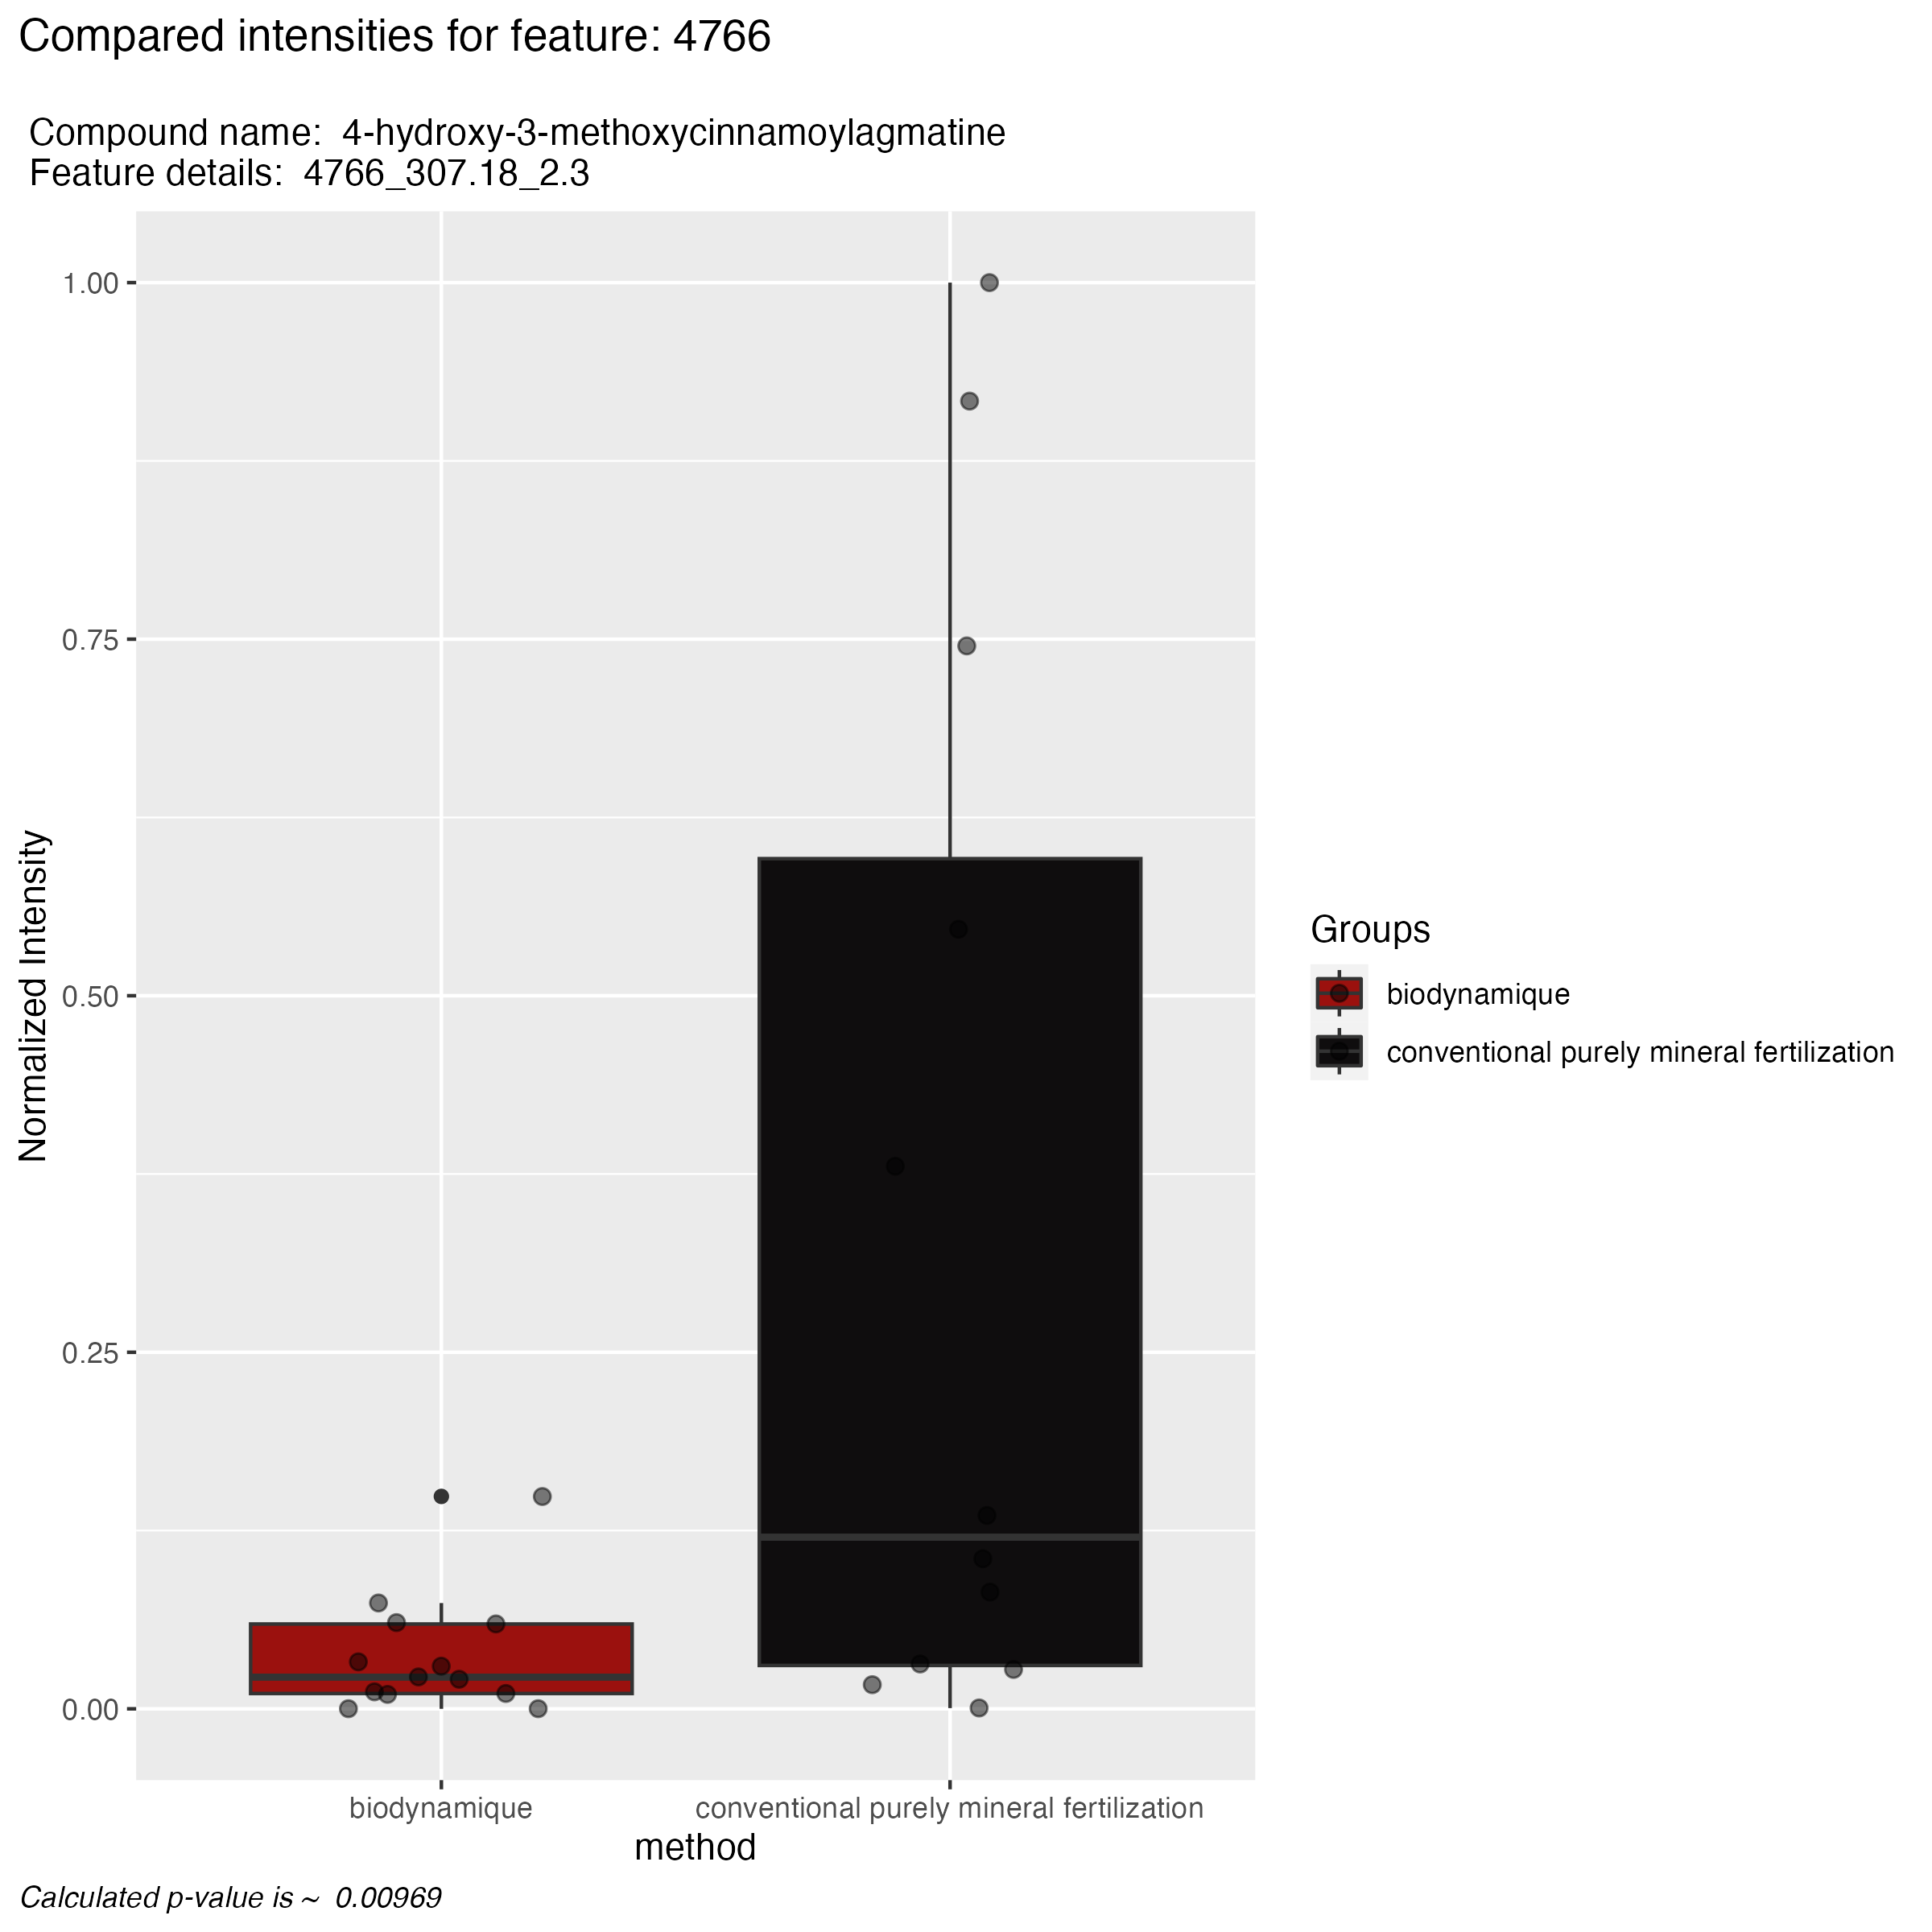 Compared intensities for feature: 4766
Compound name:  4-hydroxy-3-methoxycinnamoylagmatine
Feature details:  4766_307.18_2.3
1.00
0.75
0.50
0.25
0.00
Normalized Intensity
biodynamique
conventional purely mineral fertilization
method
Groups
biodynamique
conventional purely mineral fertilization
Calculated p-value is ~  0.00969